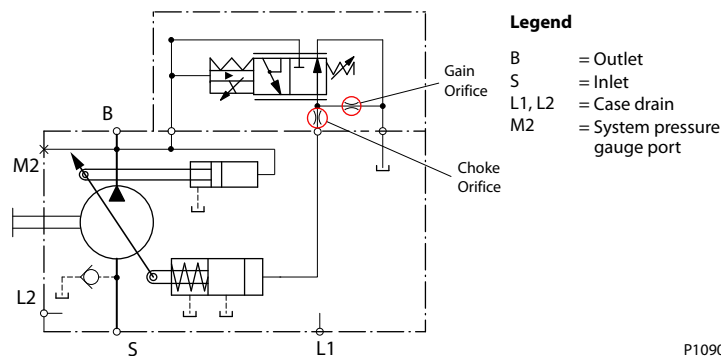 Legend
B = Outlet
S = Inlet
L1, L2 = Case drain
M2 = System pressure
gauge port
Gain
Orifice
Choke
Orifice
B
M2
L2
S
L1
P1090